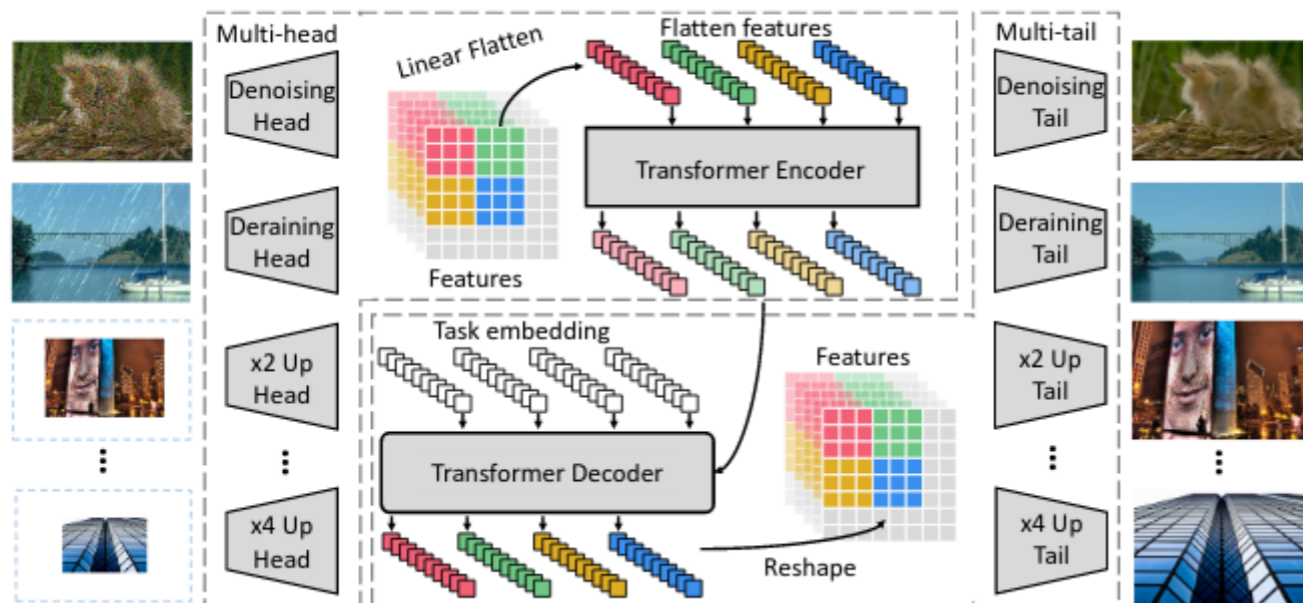 Multi-head
Denoising
Head
Deraining
Head
x2 Up
Head
...
x4 Up
Head
Linear Flatten
Flatten features
Transformer Encoder
Features
Task embedding
Transformer Decoder
Features
Reshape
Multi-tail
Denoising
Tail
Deraining
Tail
x2 Up
Tail
...
x4 Up
Tail